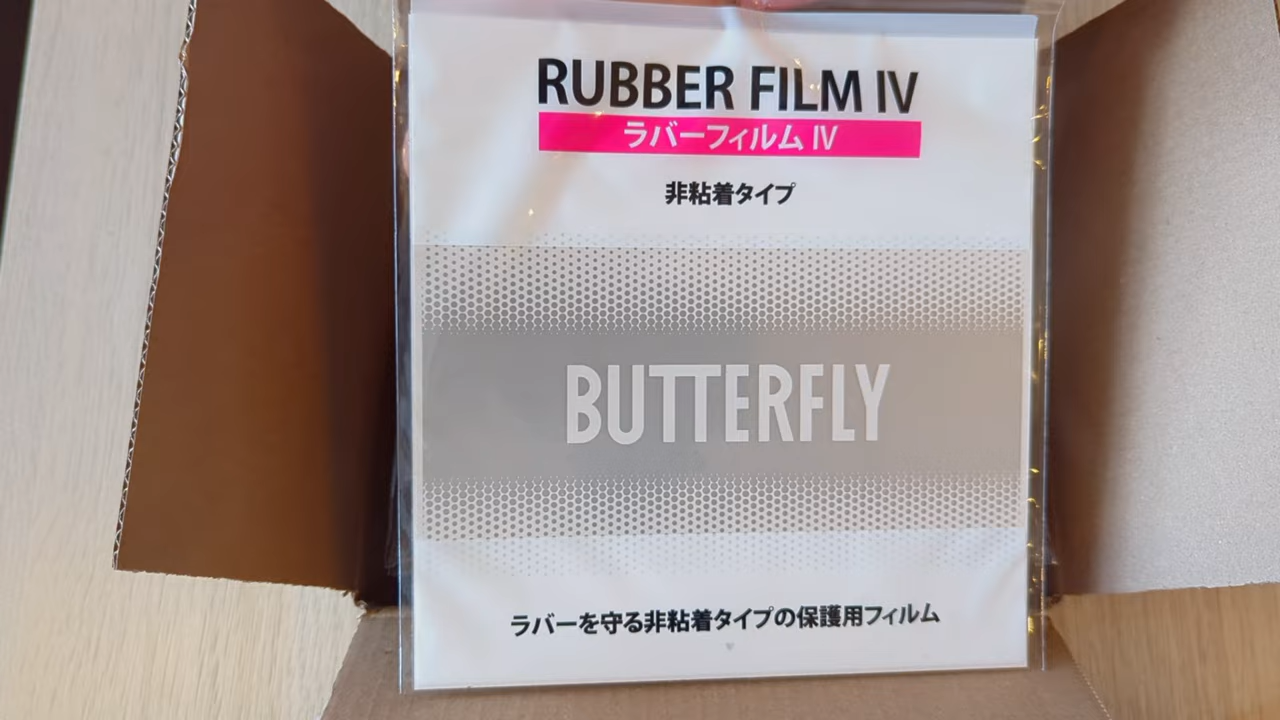 RUBBER FILM IV
ラバーフィルム IV
非粘着タイプ
BUTTERFLY
ラバーを守る非粘着タイプの保護用フィルム